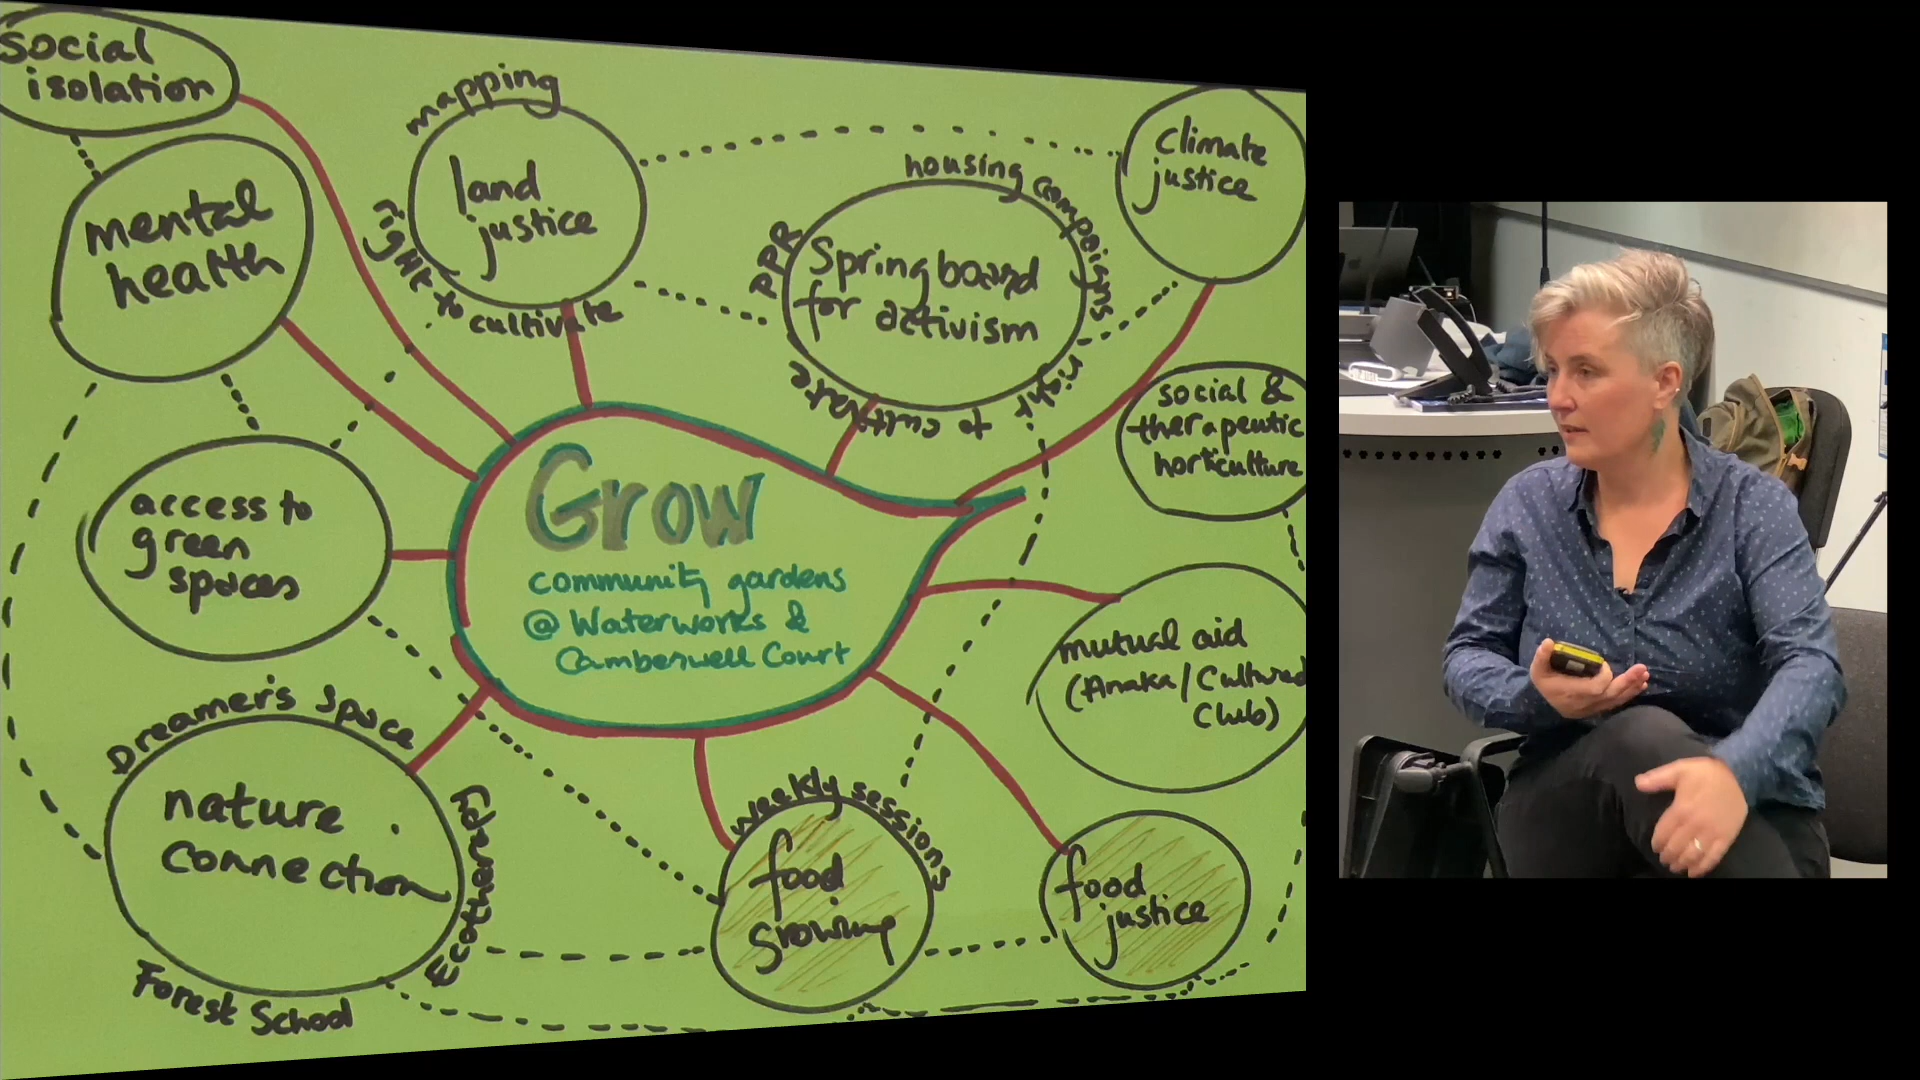 social
isolation
mental
health
mapping
land
justice
right to cultivate
housing campaigns
PPR
Springboard
for activism
right to cultivate
climate
justice
social &
therapeutic
horticulture
access to
green
spaces
Grow
community gardens
@ Waterworks &
Camberwell Court
mutual aid
(Anaka/Cultured
Club)
Dreamer's Space
nature
connection
Ecotherapy
Forest School
weekly sessions
food
growing
food
justice